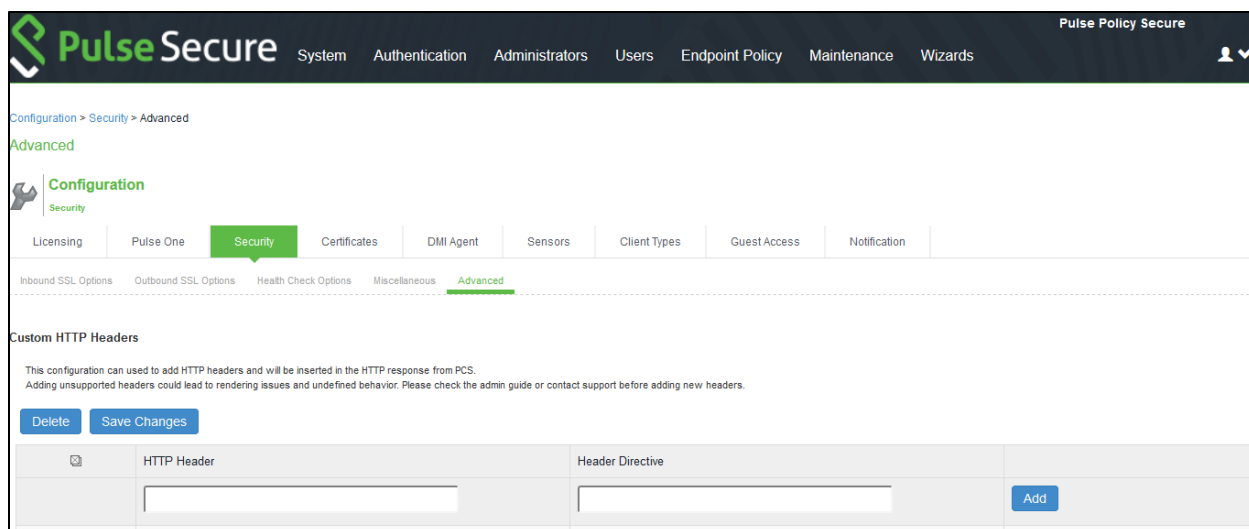 Pulse Policy Secure
Pulse Secure System Authentication Administrators Users Endpoint Policy Maintenance Wizards
Configuration > Security > Advanced
Advanced
Configuration
Security
Licensing Pulse One Security Certificates DMI Agent Sensors Client Types Guest Access Notification
Inbound SSL Options Outbound SSL Options Health Check Options Miscellaneous Advanced
Custom HTTP Headers
This configuration can used to add HTTP headers and will be inserted in the HTTP response from PCS.
Adding unsupported headers could lead to rendering issues and undefined behavior. Please check the admin guide or contact support before adding new headers.
Delete Save Changes
HTTP Header Header Directive
Add